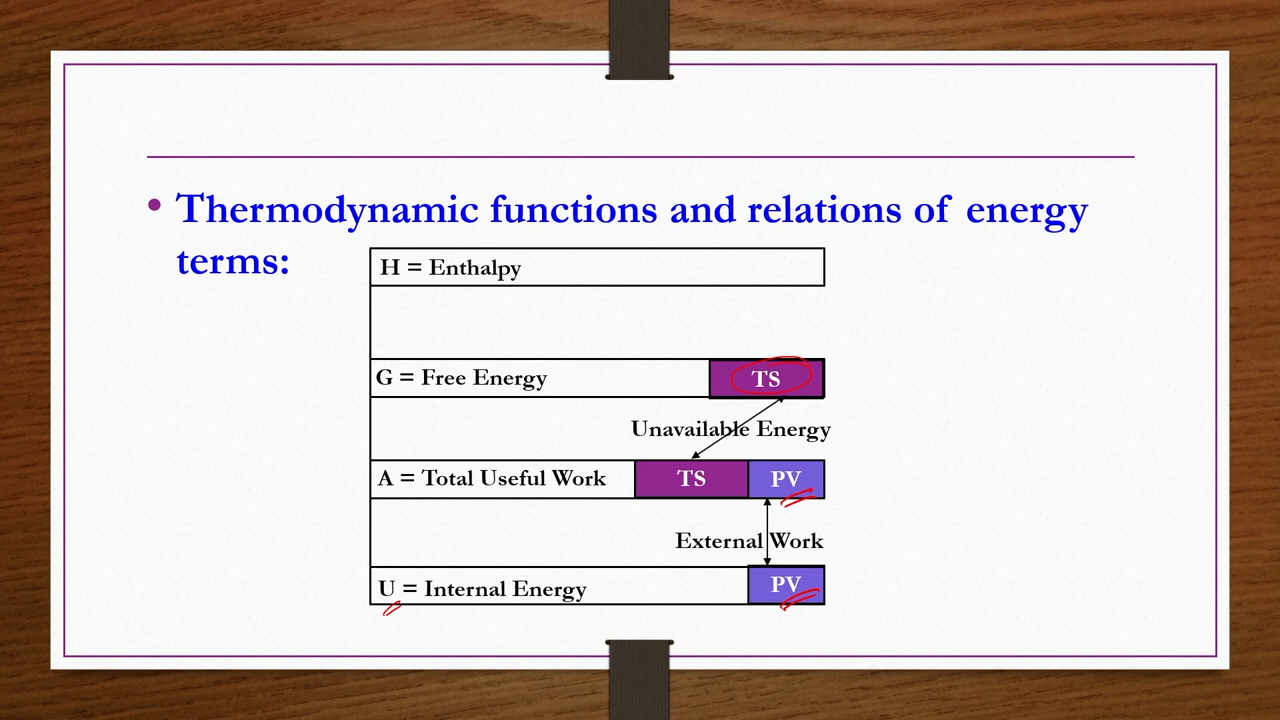 • Thermodynamic functions and relations of energy
terms:
H = Enthalpy
G = Free Energy TS
Unavailable Energy
A = Total Useful Work TS PV
External Work
U = Internal Energy PV